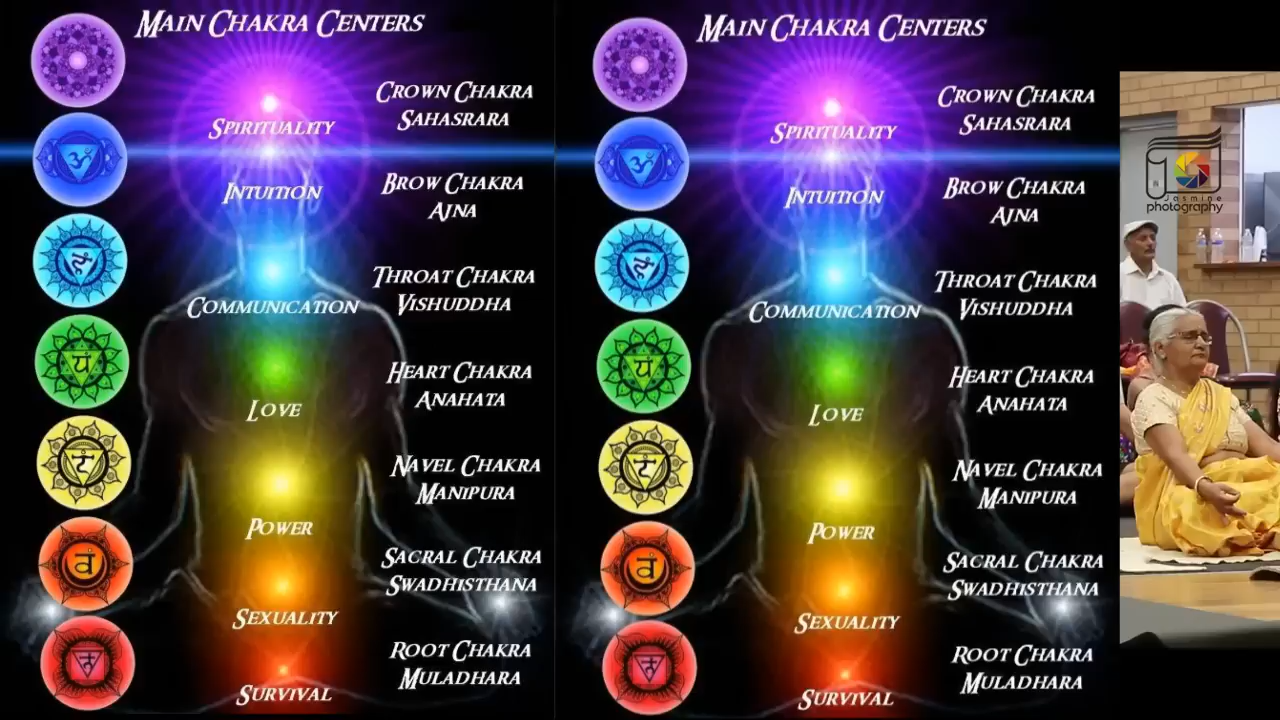 Main Chakra Centers
Crown Chakra
Sahasrara
Spirituality
Brow Chakra
Ajna
Intuition
Throat Chakra
Vishuddha
Communication
Heart Chakra
Anahata
Love
Navel Chakra
Manipura
Power
Sacral Chakra
Swadhisthana
Sexuality
Root Chakra
Muladhara
Survival
ॐ
यं
वं
Main Chakra Centers
Crown Chakra
Sahasrara
Spirituality
Brow Chakra
Ajna
Intuition
Throat Chakra
Vishuddha
Communication
Heart Chakra
Anahata
Love
Navel Chakra
Manipura
Power
Sacral Chakra
Swadhisthana
Sexuality
Root Chakra
Muladhara
Survival
ॐ
यं
वं
Jasmine
photography